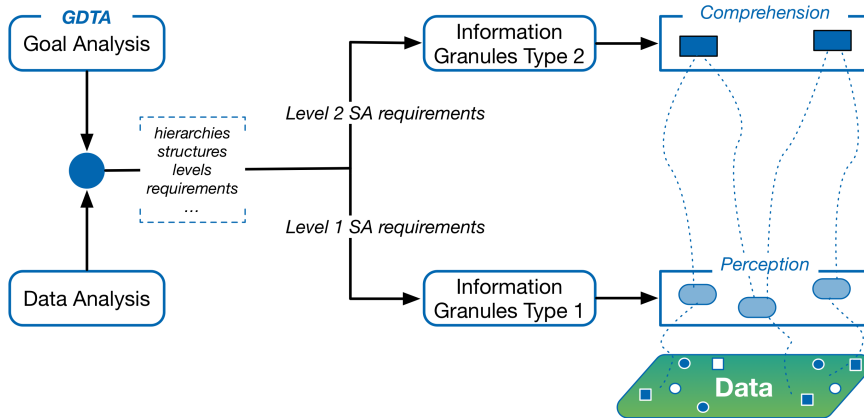 GDTA
Goal Analysis
Information
Granules Type 2
Comprehension
Level 2 SA requirements
hierarchies
structures
levels
requirements
...
Level 1 SA requirements
Data Analysis
Information
Granules Type 1
Perception
Data